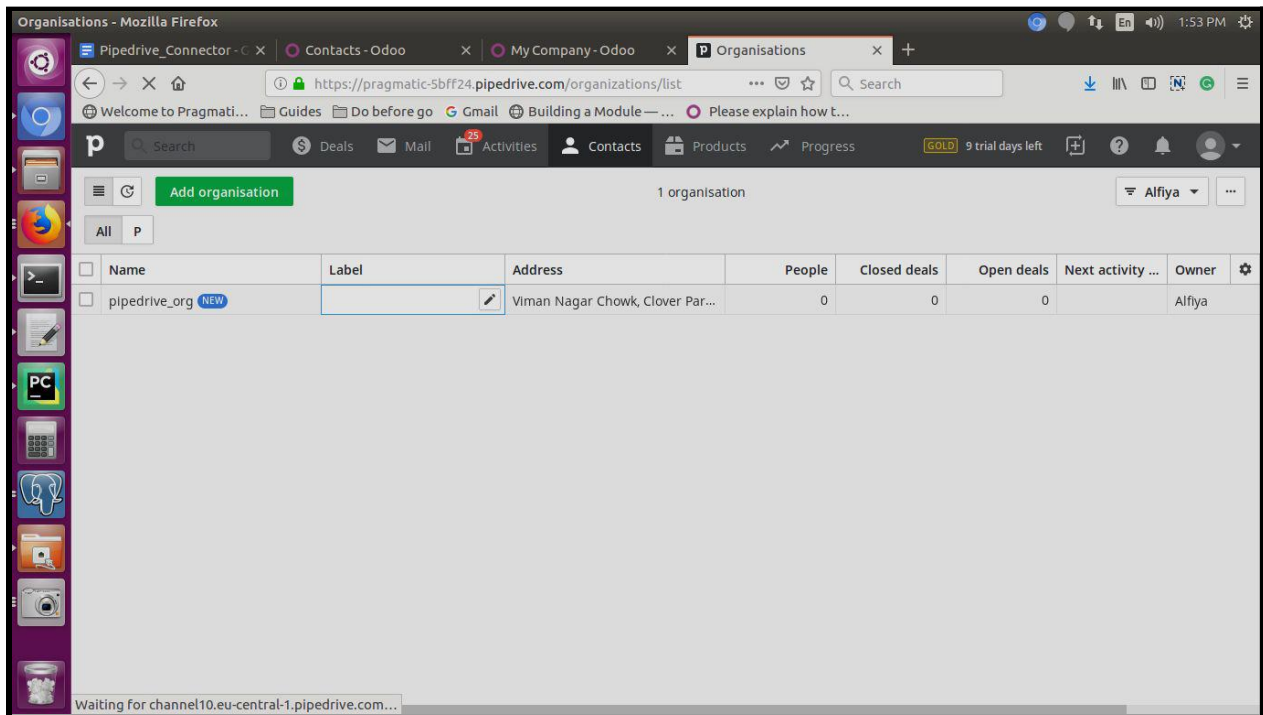 Organisations - Mozilla Firefox
En 1:53 PM
Pipedrive_Connector - C Contacts - Odoo My Company - Odoo Organisations
https://pragmatic-5bff24.pipedrive.com/organizations/list Search
Welcome to Pragmati... Guides Do before go Gmail Building a Module — ... Please explain how t...
Search Deals Mail 25 Activities Contacts Products Progress GOLD 9 trial days left
Add organisation 1 organisation Alfiya
All P
Name Label Address People Closed deals Open deals Next activity ... Owner
pipedrive_org NEW Viman Nagar Chowk, Clover Par... 0 0 0 Alfiya
PC
Waiting for channel10.eu-central-1.pipedrive.com...